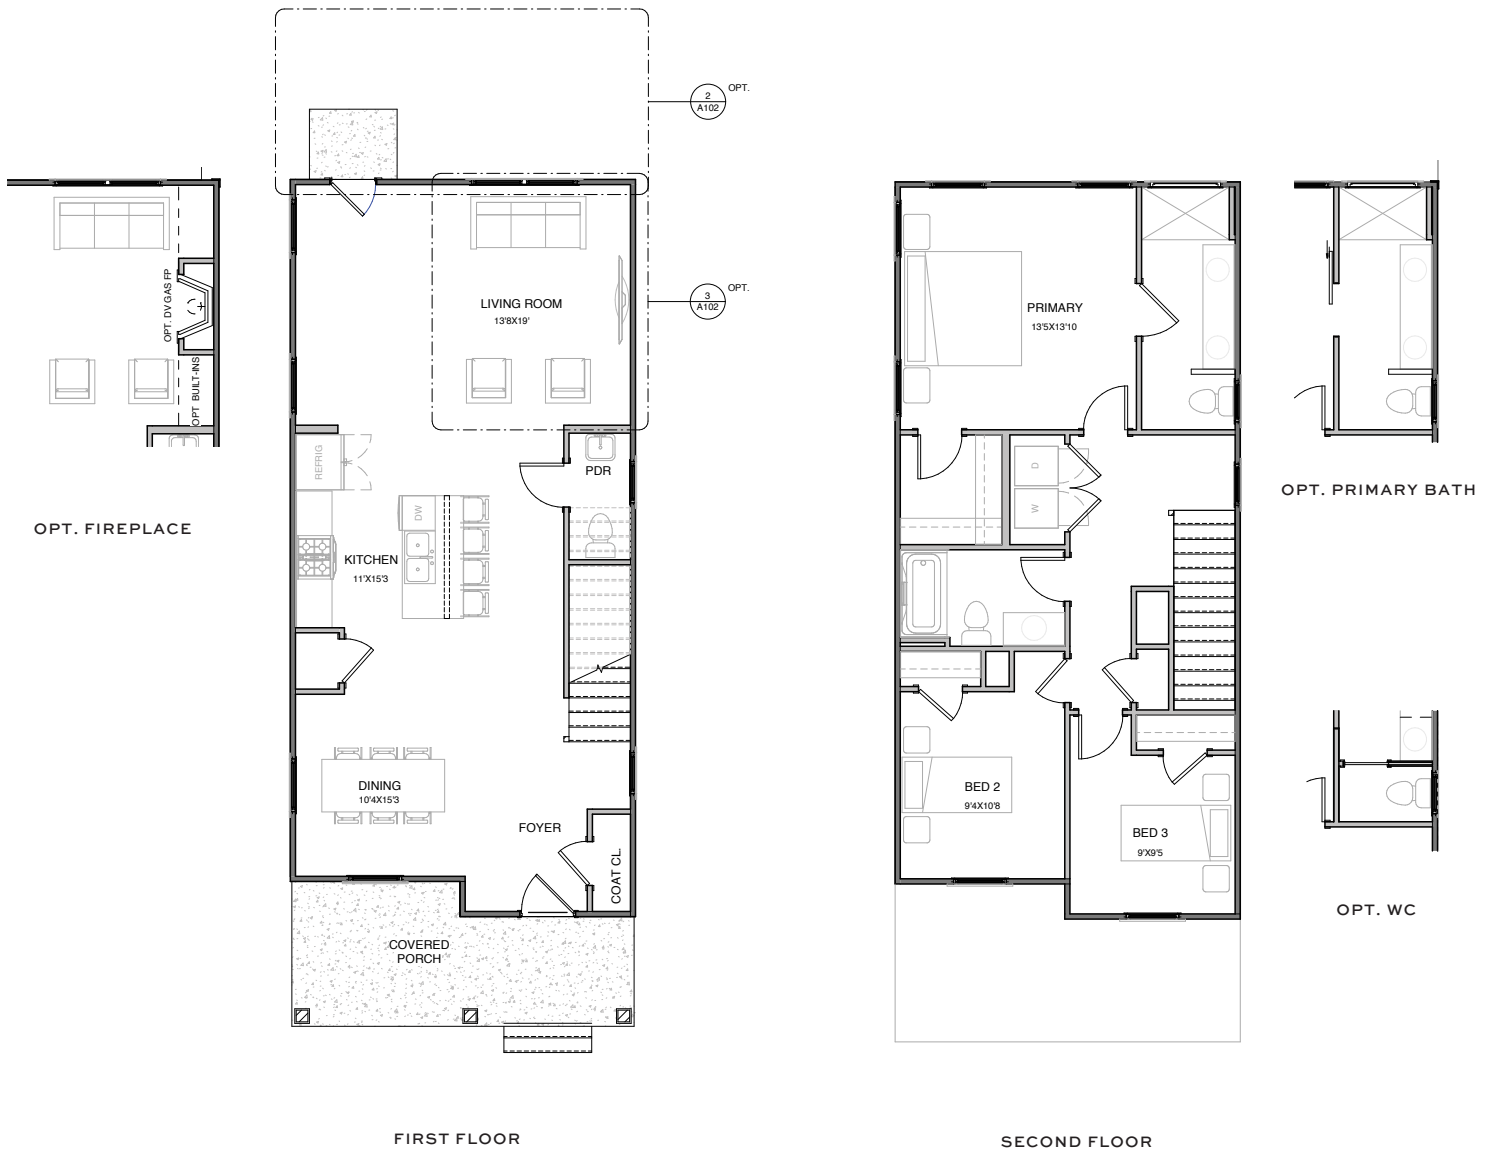 OPT.
2
A102
OPT.
3
A102
OPT. DV GAS FP
OPT BUILT-INS
OPT. FIREPLACE
LIVING ROOM
13'8X19'
REFRIG
PDR
DW
KITCHEN
11'X15'3
DINING
10'4X15'3
FOYER
COAT CL.
COVERED
PORCH
FIRST FLOOR
PRIMARY
13'5X13'10
D
W
BED 2
9'4X10'8
BED 3
9'X9'5
SECOND FLOOR
OPT. PRIMARY BATH
OPT. WC